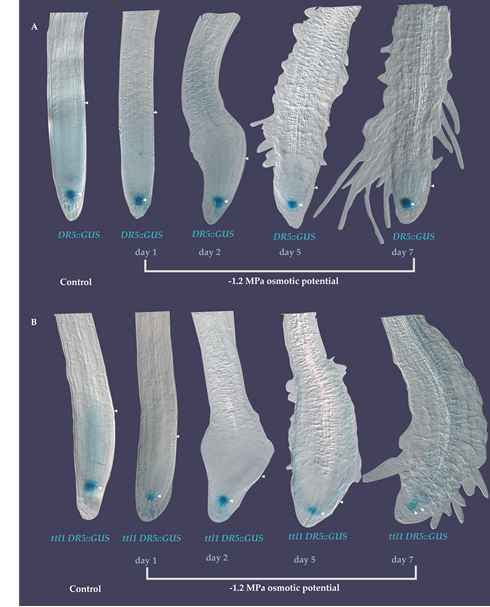 A
DR5::GUS DR5::GUS DR5::GUS DR5::GUS DR5::GUS
day 1 day 2 day 5 day 7
Control -1.2 MPa osmotic potential
B
ttl1 DR5::GUS ttl1 DR5::GUS ttl1 DR5::GUS ttl1 DR5::GUS ttl1 DR5::GUS
day 1 day 2 day 5 day 7
Control -1.2 MPa osmotic potential